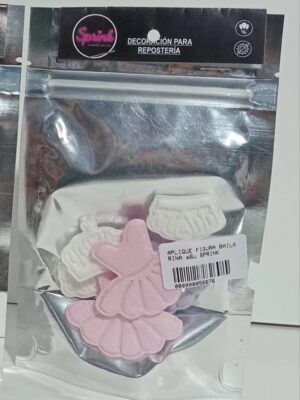 Sprink
DECORACIÓN PARA
REPOSTERÍA
APLIQUE FIGURA BAILA
RINA x6u SPRINK